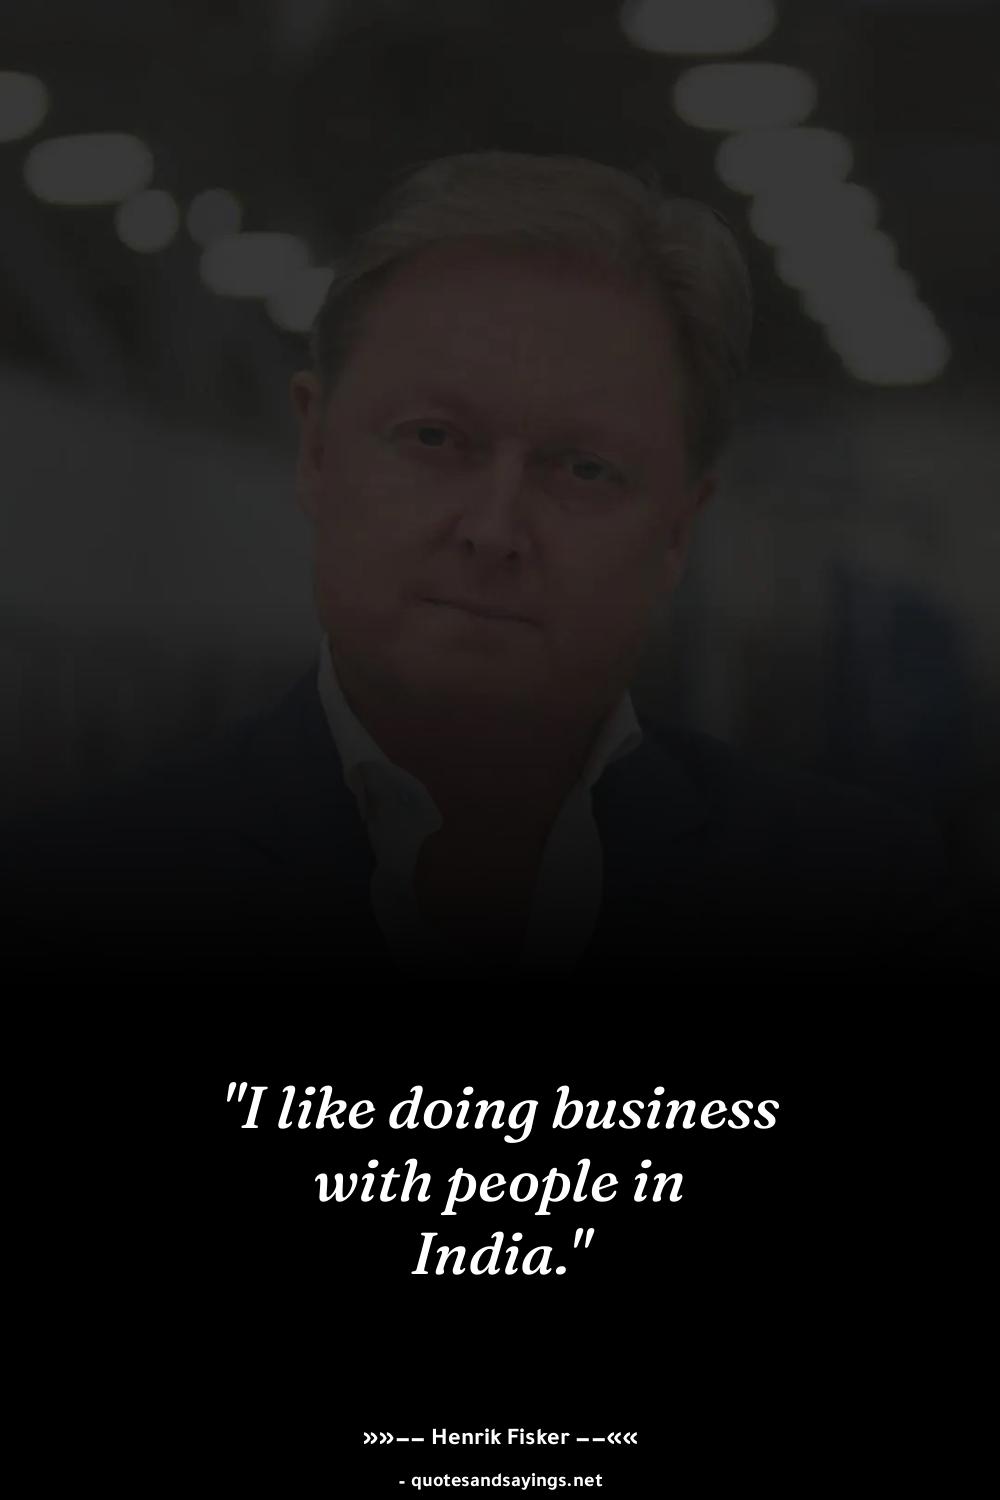 "I like doing business
with people in
India."
»»–– Henrik Fisker ––««
- quotesandsayings.net